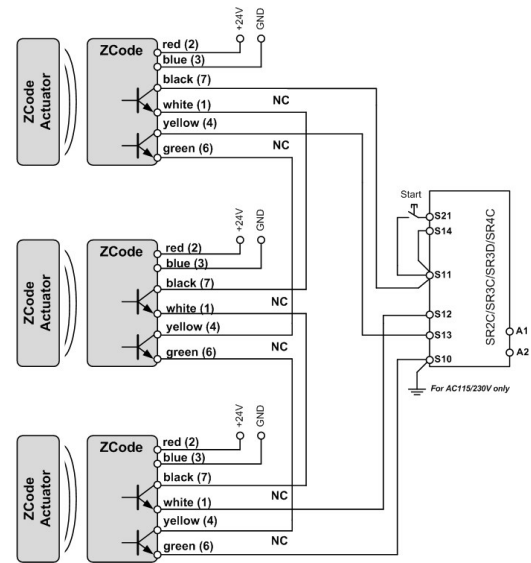 ZCode
Actuator
ZCode
red (2)
blue (3)
black (7)
white (1)
yellow (4)
green (6)
+24V
GND
NC
NC
ZCode
Actuator
ZCode
red (2)
blue (3)
black (7)
white (1)
yellow (4)
green (6)
+24V
GND
NC
NC
ZCode
Actuator
ZCode
red (2)
blue (3)
black (7)
white (1)
yellow (4)
green (6)
+24V
GND
NC
NC
Start
S21
S14
S11
S12
S13
S10
SR2C/SR3C/SR3D/SR4C
A1
A2
For AC115/230V only